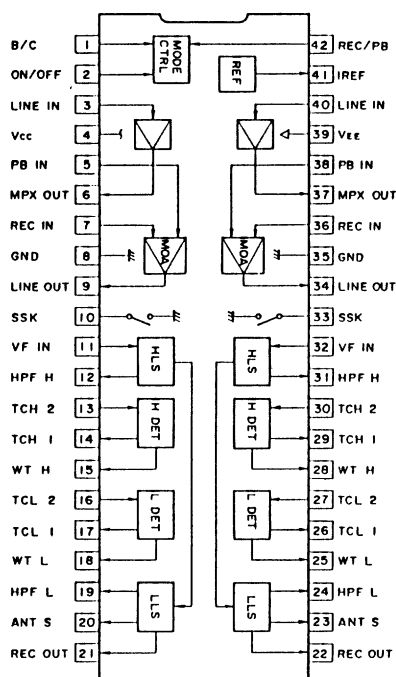 B/C 1 MODE CTRL 42 REC/PB
ON/OFF 2 IREF 41 IREF
LINE IN 3 40 LINE IN
Vcc 4 39 VEE
PB IN 5 38 PB IN
MPX OUT 6 37 MPX OUT
REC IN 7 36 REC IN
GND 8 MOA MOA 35 GND
LINE OUT 9 34 LINE OUT
SSK 10 33 SSK
VF IN 11 HLS HLS 32 VF IN
HPF H 12 31 HPF H
TCH 2 13 H DET H DET 30 TCH 2
TCH 1 14 29 TCH 1
WT H 15 28 WT H
TCL 2 16 L DET L DET 27 TCL 2
TCL 1 17 26 TCL 1
WT L 18 25 WT L
HPF L 19 LLS LLS 24 HPF L
ANT S 20 23 ANT S
REC OUT 21 22 REC OUT